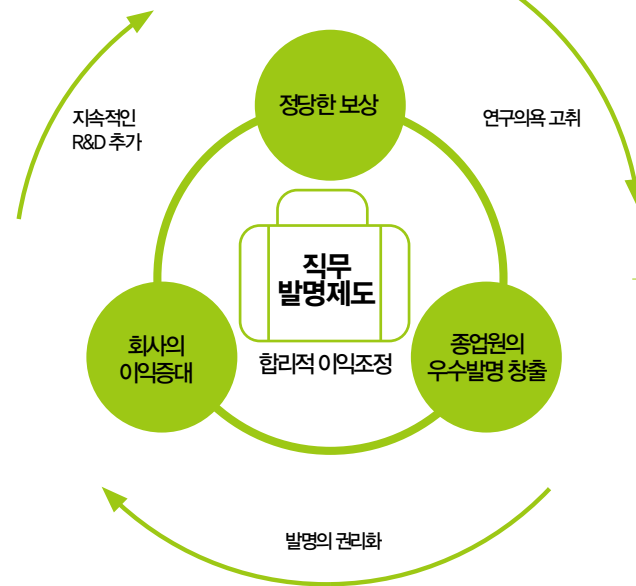 정당한 보상
지속적인
R&D 추가
연구의욕 고취
직무
발명제도
합리적 이익조정
회사의
이익증대
종업원의
우수발명 창출
발명의 권리화